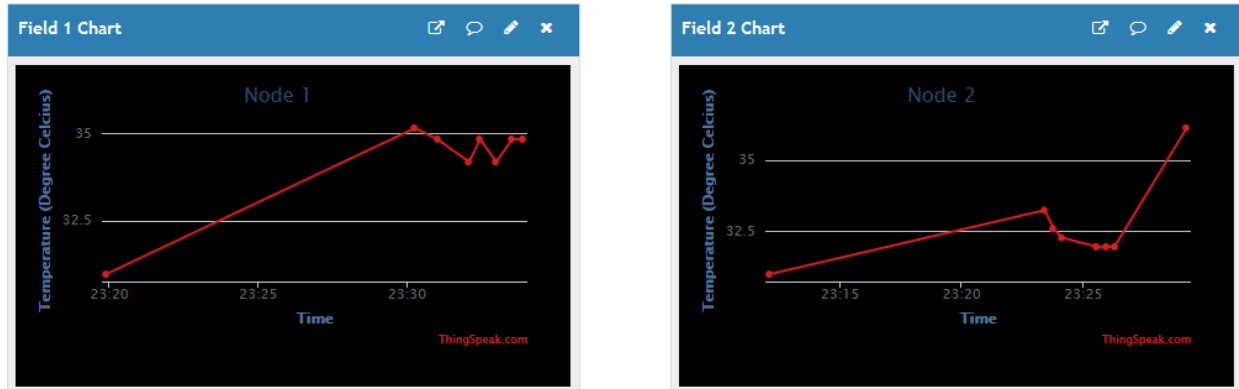 Field 1 Chart
Node 1
Temperature (Degree Celcius)
35
32.5
23:20 23:25 23:30
Time
ThingSpeak.com
Field 2 Chart
Node 2
Temperature (Degree Celcius)
35
32.5
23:15 23:20 23:25
Time
ThingSpeak.com